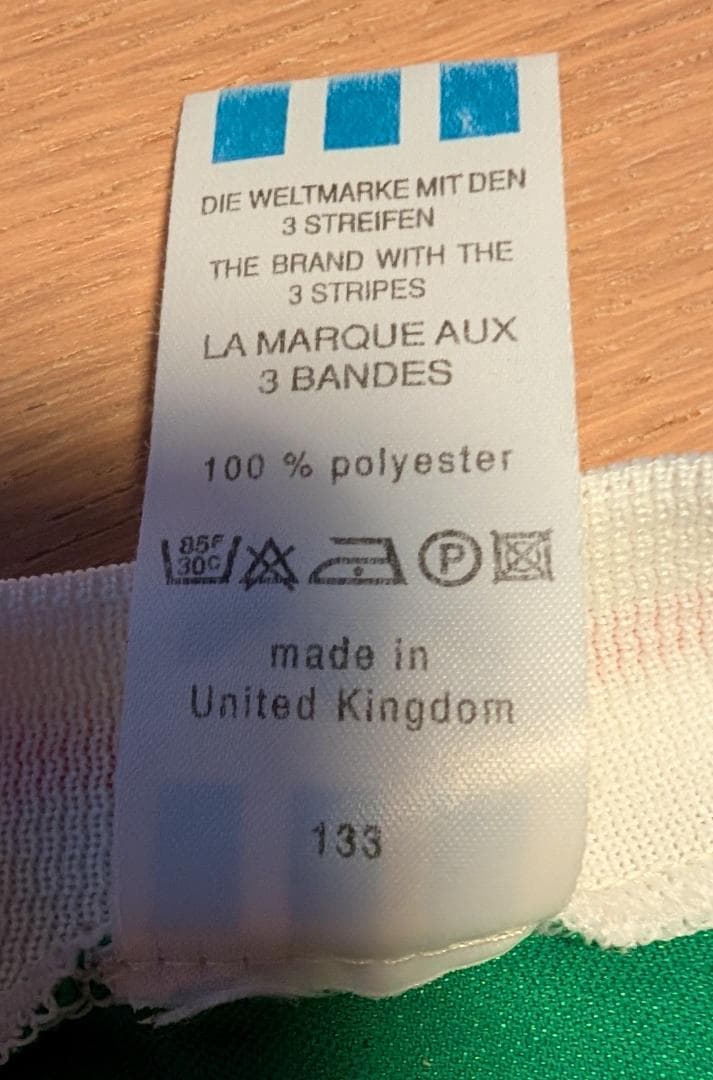 DIE WELTMARKE MIT DEN
3 STREIFEN
THE BRAND WITH THE
3 STRIPES
LA MARQUE AUX
3 BANDES
100 % polyester
85F
30C
P
made in
United Kingdom
133